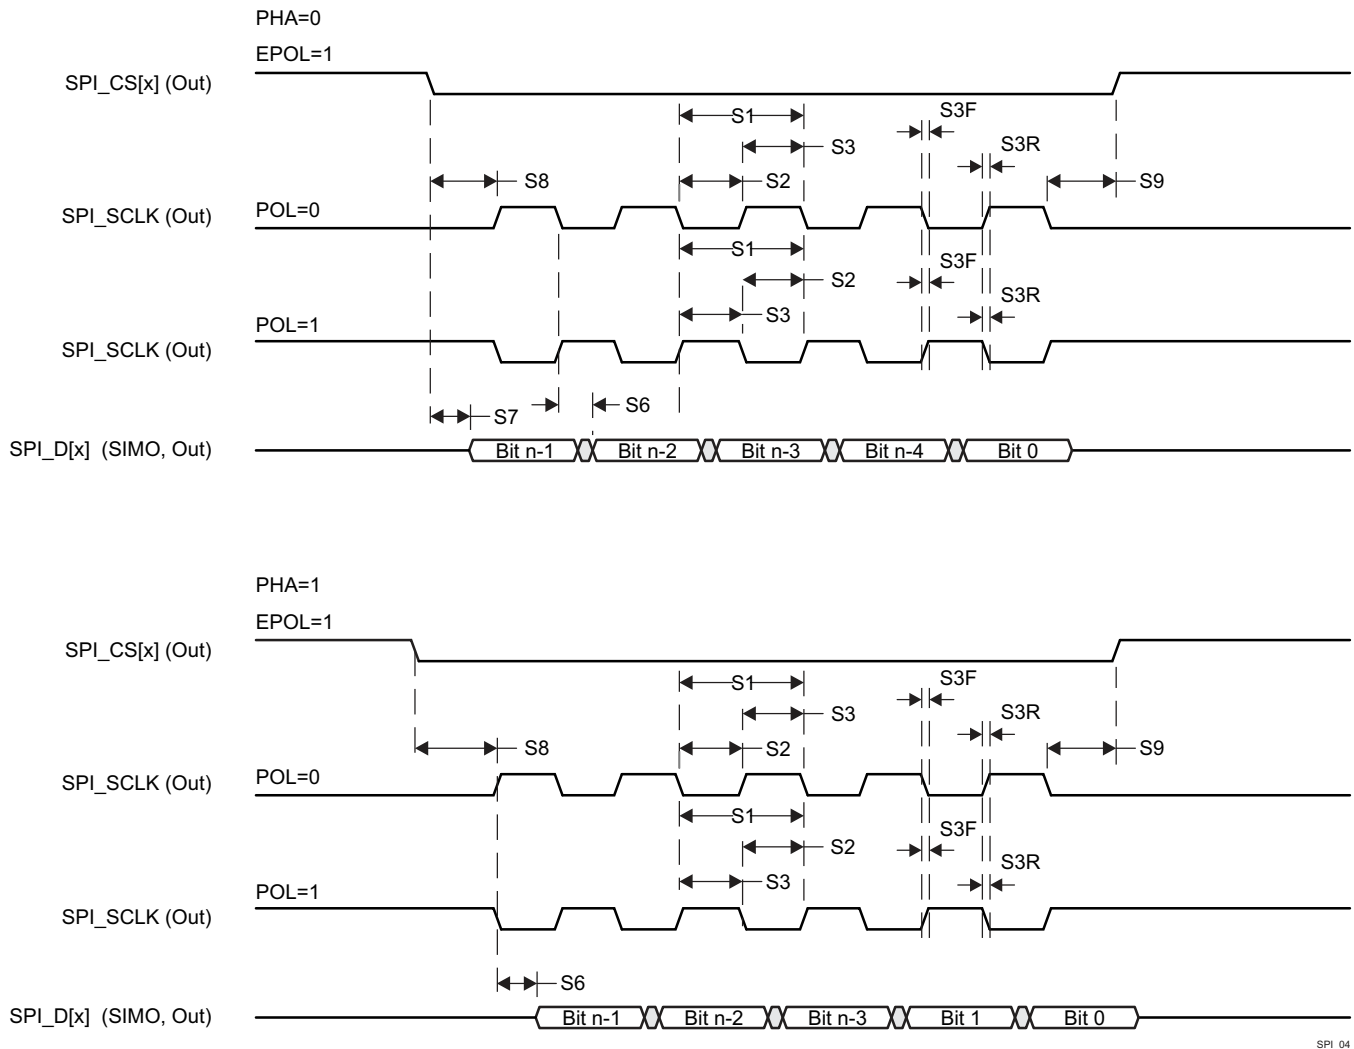 PHA=0
EPOL=1
SPI_CS[x] (Out)
S1
S3F
S3
S3R
S8
S2
S9
SPI_SCLK (Out)
POL=0
S1
S3F
S2
S3R
S3
POL=1
SPI_SCLK (Out)
S7
S6
SPI_D[x] (SIMO, Out)
Bit n-1
Bit n-2
Bit n-3
Bit n-4
Bit 0
PHA=1
EPOL=1
SPI_CS[x] (Out)
S1
S3F
S3
S3R
S8
S2
S9
SPI_SCLK (Out)
POL=0
S1
S3F
S2
S3R
S3
POL=1
SPI_SCLK (Out)
S6
SPI_D[x] (SIMO, Out)
Bit n-1
Bit n-2
Bit n-3
Bit 1
Bit 0
SPI_04